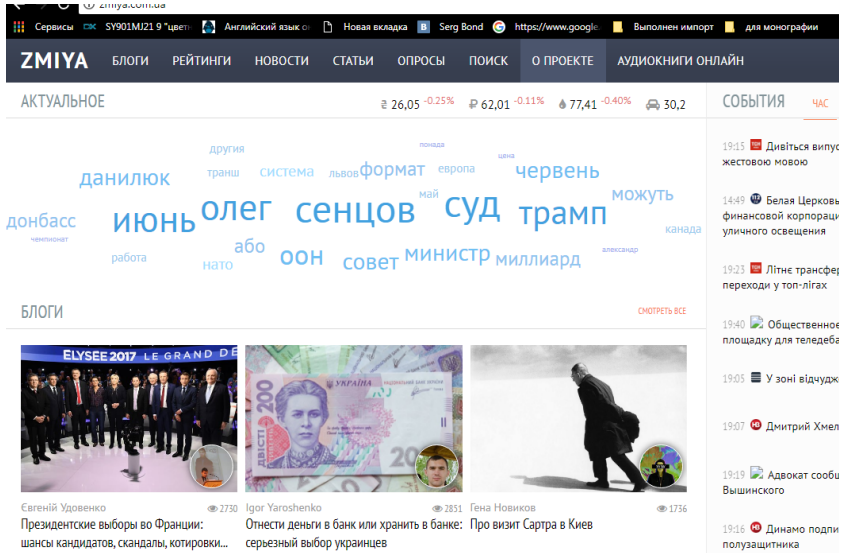 zmiya.com.ua
Сервисы SY901MJ21 9 "цвет Английский язык о Новая вкладка Serg Bond https://www.google. Выполнен импорт для монографии
ZMIYA БЛОГИ РЕЙТИНГИ НОВОСТИ СТАТЬИ ОПРОСЫ ПОИСК О ПРОЕКТЕ АУДИОКНИГИ ОНЛАЙН
АКТУАЛЬНОЕ ₴ 26,05 -0.25% ₽ 62,01 -0.11% 77,41 -0.40% 30,2
другия понада
цена
данилюк транш система львов формат европа червень
май можуть
донбасс июнь олег сенцов суд трамп
чемпионат канада
або александр
работа нато оон совет министр миллиард
БЛОГИ СМОТРЕТЬ ВСЕ
ELYSÉE 2017 LE GRAND DÉ
200 УКРАЇНА
ДВІСТІ
Євгеній Удовенко 2730
Президентские выборы во Франции:
шансы кандидатов, скандалы, котировки...
Igor Yaroshenko 2851
Отнести деньги в банк или хранить в банке:
серьезный выбор украинцев
Гена Новиков 1736
Про визит Сартра в Киев
СОБЫТИЯ ЧАС
19:15 Дивіться випус
жестовою мовою
14:49 Белая Церковь
финансовой корпораци
уличного освещения
19:23 Літнє трансфер
переходи у топ-лігах
19:40 Общественное
площадку для теледеба
19:05 У зоні відчудж
19:07 Дмитрий Хмел
19:19 Адвокат сообщ
Вышинского
19:16 Динамо подпи
полузащитника